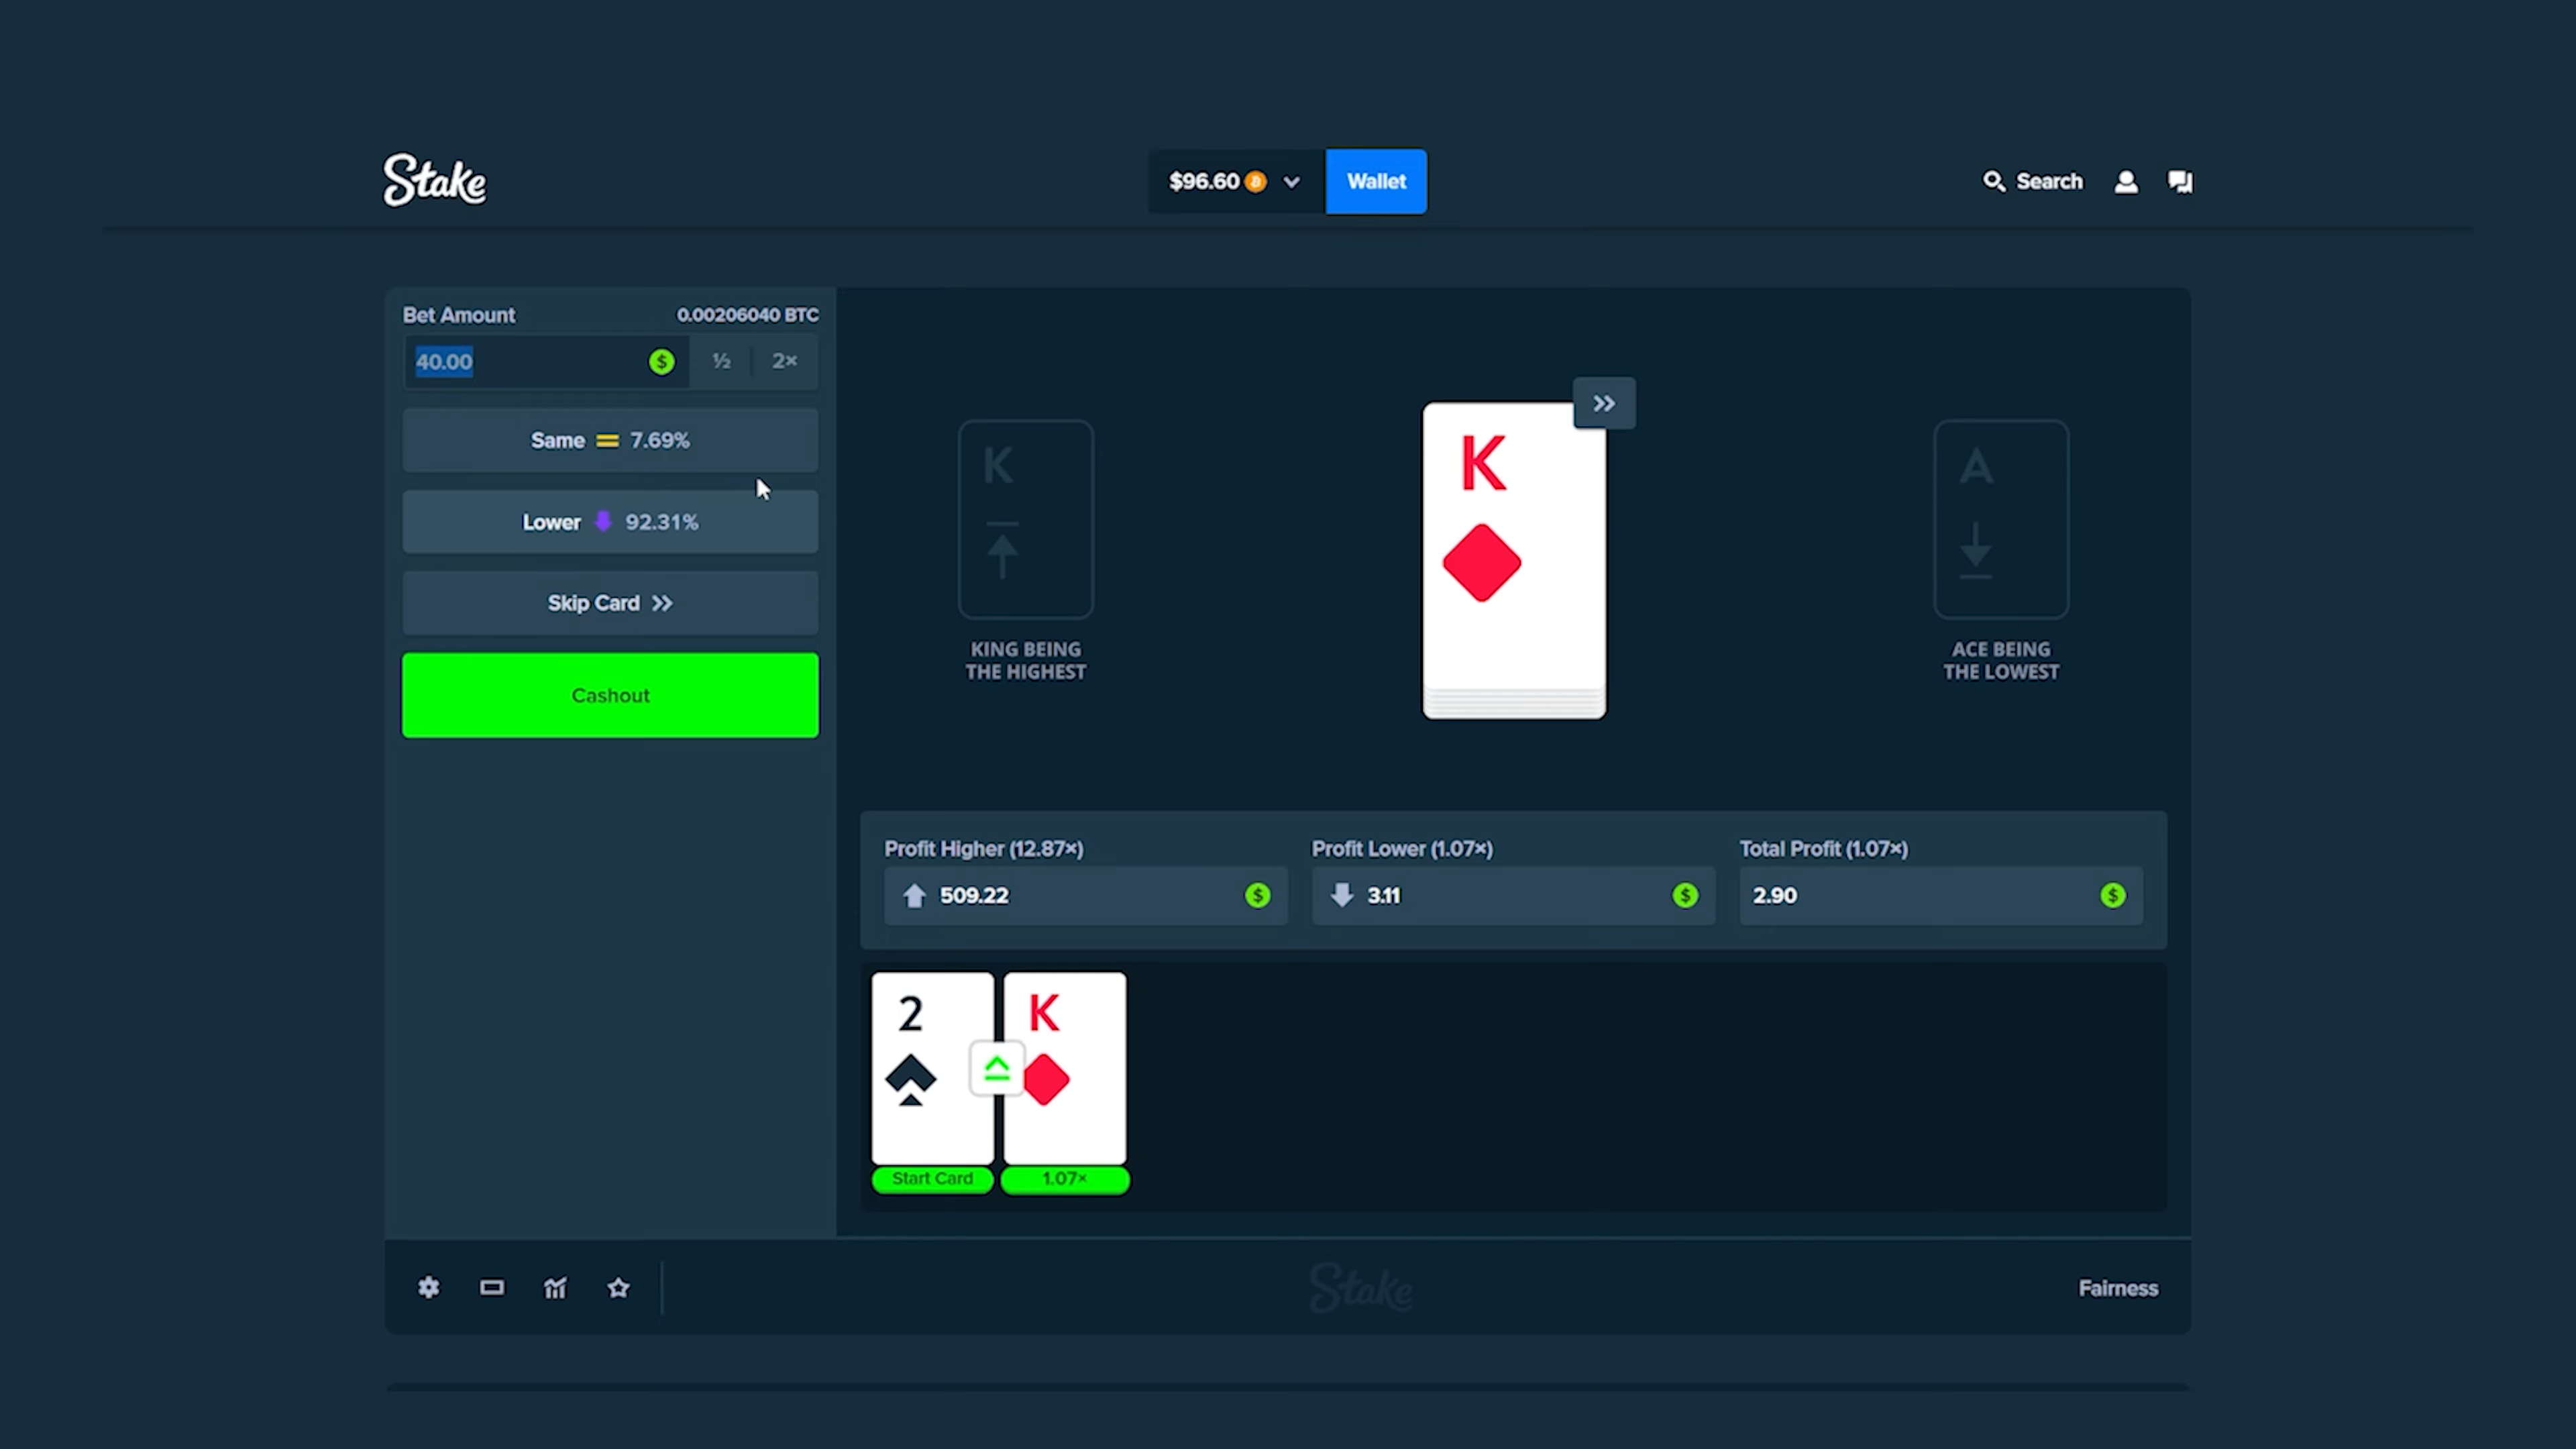 Stake
$96.60
Wallet
Search
Bet Amount
0.00206040 BTC
40.00
$
½
2×
Same = 7.69%
Lower 92.31%
Skip Card
Cashout
K
KING BEING
THE HIGHEST
K
A
ACE BEING
THE LOWEST
Profit Higher (12.87×)
509.22 $
Profit Lower (1.07×)
3.11 $
Total Profit (1.07×)
2.90 $
2
Start Card
K
1.07×
Stake
Fairness